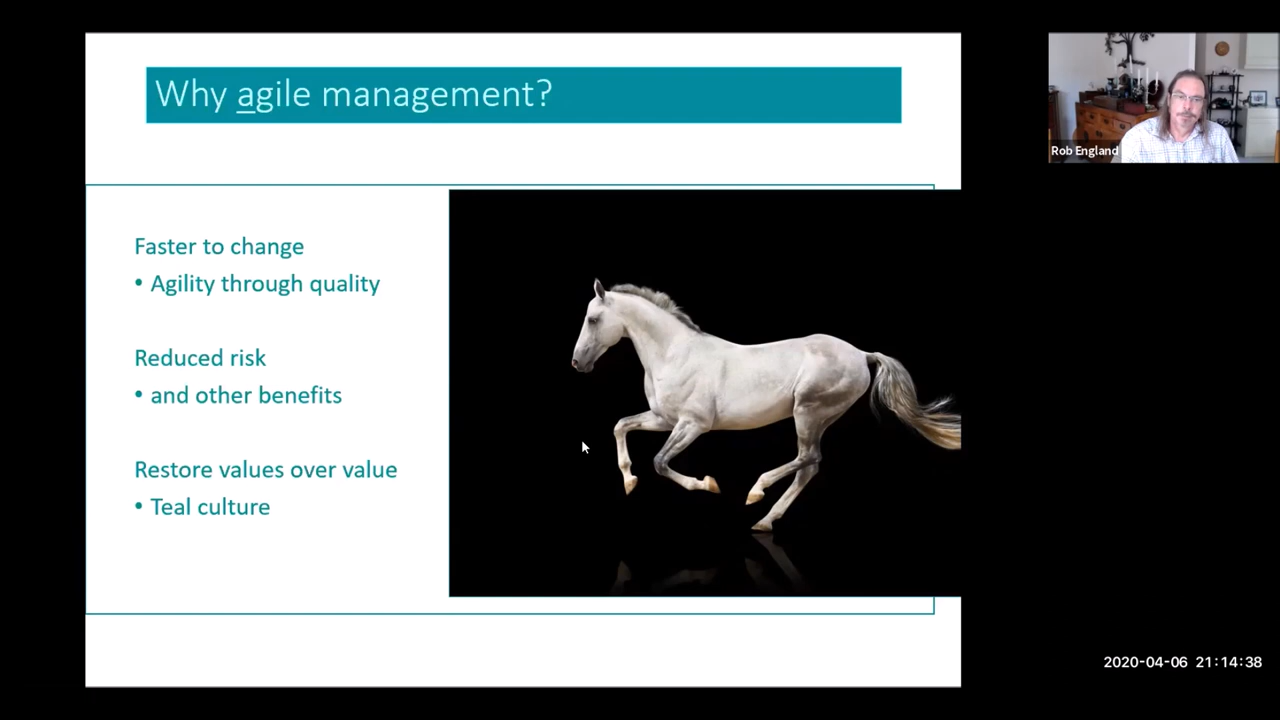 Why agile management?
Faster to change
• Agility through quality
Reduced risk
• and other benefits
Restore values over value
• Teal culture
Rob England
2020-04-06 21:14:38